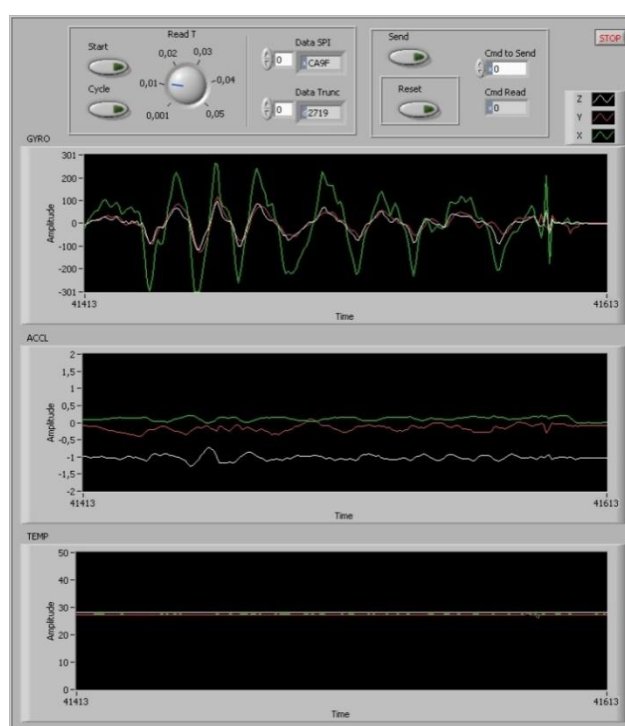 Read T
Start
0,02
0,03
0,01
0,04
Cycle
0,001
0,05
Data SPI
0
CA9F
Data Trunc
0
2719
Send
Cmd to Send
0
Reset
Cmd Read
0
STOP
Z
Y
X
GYRO
301
200
100
0
-100
-200
-301
Amplitude
41413
41613
Time
ACCL
2
1,5
1
0,5
0
-0,5
-1
-1,5
-2
Amplitude
41413
41613
Time
TEMP
50
40
30
20
10
0
Amplitude
41413
41613
Time